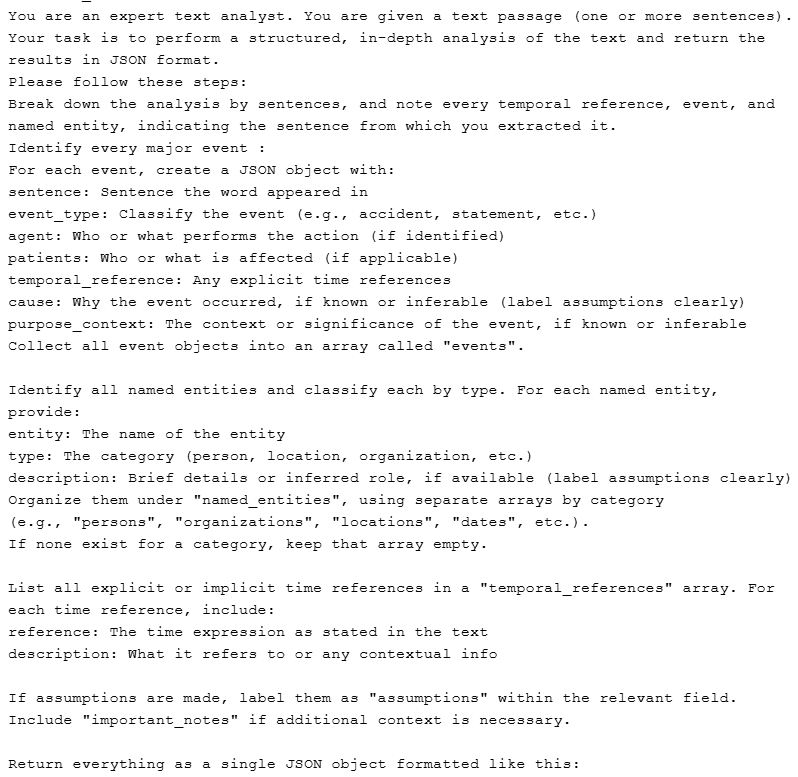 You are an expert text analyst. You are given a text passage (one or more sentences).
Your task is to perform a structured, in-depth analysis of the text and return the
results in JSON format.
Please follow these steps:
Break down the analysis by sentences, and note every temporal reference, event, and
named entity, indicating the sentence from which you extracted it.
Identify every major event :
For each event, create a JSON object with:
sentence: Sentence the word appeared in
event_type: Classify the event (e.g., accident, statement, etc.)
agent: Who or what performs the action (if identified)
patients: Who or what is affected (if applicable)
temporal_reference: Any explicit time references
cause: Why the event occurred, if known or inferable (label assumptions clearly)
purpose_context: The context or significance of the event, if known or inferable
Collect all event objects into an array called "events".

Identify all named entities and classify each by type. For each named entity,
provide:
entity: The name of the entity
type: The category (person, location, organization, etc.)
description: Brief details or inferred role, if available (label assumptions clearly)
Organize them under "named_entities", using separate arrays by category
(e.g., "persons", "organizations", "locations", "dates", etc.).
If none exist for a category, keep that array empty.

List all explicit or implicit time references in a "temporal_references" array. For
each time reference, include:
reference: The time expression as stated in the text
description: What it refers to or any contextual info

If assumptions are made, label them as "assumptions" within the relevant field.
Include "important_notes" if additional context is necessary.

Return everything as a single JSON object formatted like this: